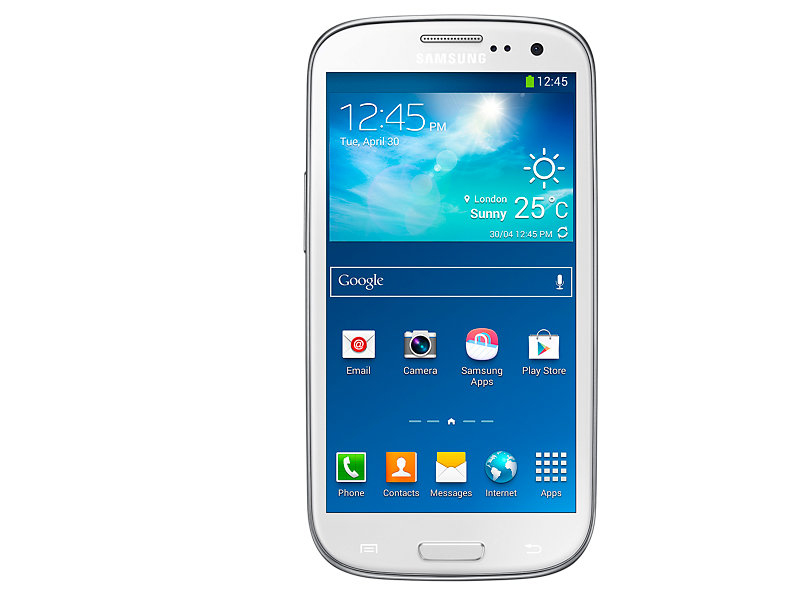 SAMSUNG
12:45
12:45 PM
Tue, April 30
London
Sunny 25°C
30/04 12:45 PM
Google
@
Email
Camera
Samsung
Apps
Play Store
Phone
Contacts
Messages
Internet
Apps